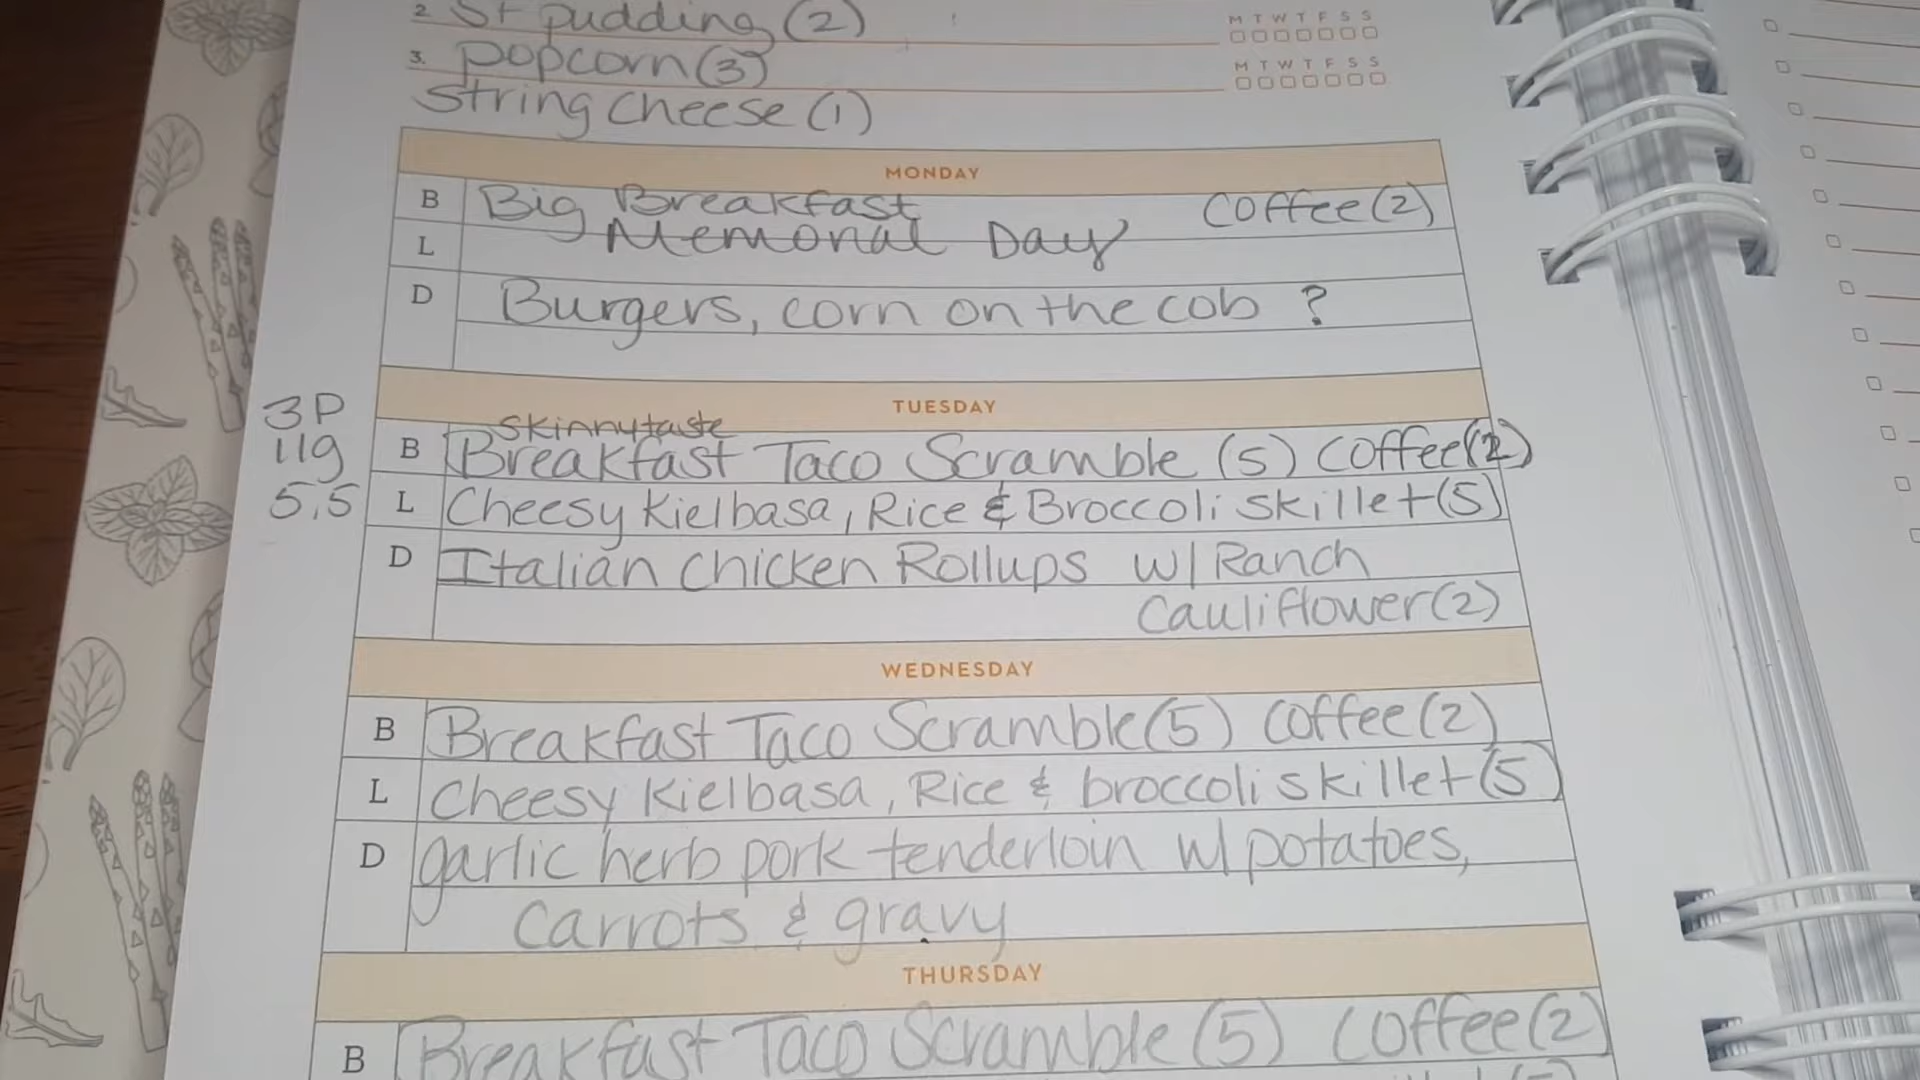 2. Sf pudding (2)
M T W T F S S
3. popcorn (3)
M T W T F S S
String cheese (1)
MONDAY
B Big Breakfast Coffee (2)
Memorial Day
L
D Burgers, corn on the cob ?
TUESDAY
3P
11g
5,5
skinnytaste
B Breakfast Taco Scramble (5) Coffee (2)
L Cheesy Kielbasa, Rice & Broccoli skillet (5)
D Italian Chicken Rollups w/ Ranch
Cauliflower (2)
WEDNESDAY
B Breakfast Taco Scramble (5) Coffee (2)
L Cheesy Kielbasa, Rice & broccoli skillet (5)
D garlic herb pork tenderloin w/ potatoes,
carrots & gravy
THURSDAY
B Breakfast Taco Scramble (5) Coffee (2)